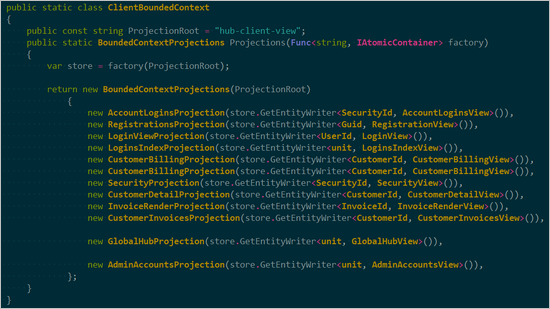 public static class ClientBoundedContext
{
public const string ProjectionRoot = "hub-client-view";
public static BoundedContextProjections Projections(Func<string, IAtomicContainer> factory)
{
var store = factory(ProjectionRoot);
return new BoundedContextProjections(ProjectionRoot)
{
new AccountLoginsProjection(store.GetEntityWriter<SecurityId, AccountLoginsView>()),
new RegistrationsProjection(store.GetEntityWriter<Guid, RegistrationView>()),
new LoginViewProjection(store.GetEntityWriter<UserId, LoginView>()),
new LoginsIndexProjection(store.GetEntityWriter<unit, LoginsIndexView>()),
new CustomerBillingProjection(store.GetEntityWriter<CustomerId, CustomerBillingView>()),
new CustomerBillingProjection(store.GetEntityWriter<CustomerId, CustomerBillingView>()),
new SecurityProjection(store.GetEntityWriter<SecurityId, SecurityView>()),
new CustomerDetailProjection(store.GetEntityWriter<CustomerId, CustomerDetailView>()),
new InvoiceRenderProjection(store.GetEntityWriter<InvoiceId, InvoiceRenderView>()),
new CustomerInvoicesProjection(store.GetEntityWriter<CustomerId, CustomerInvoicesView>()),
new GlobalHubProjection(store.GetEntityWriter<unit, GlobalHubView>()),
new AdminAccountsProjection(store.GetEntityWriter<unit, AdminAccountsView>()),
};
}
}